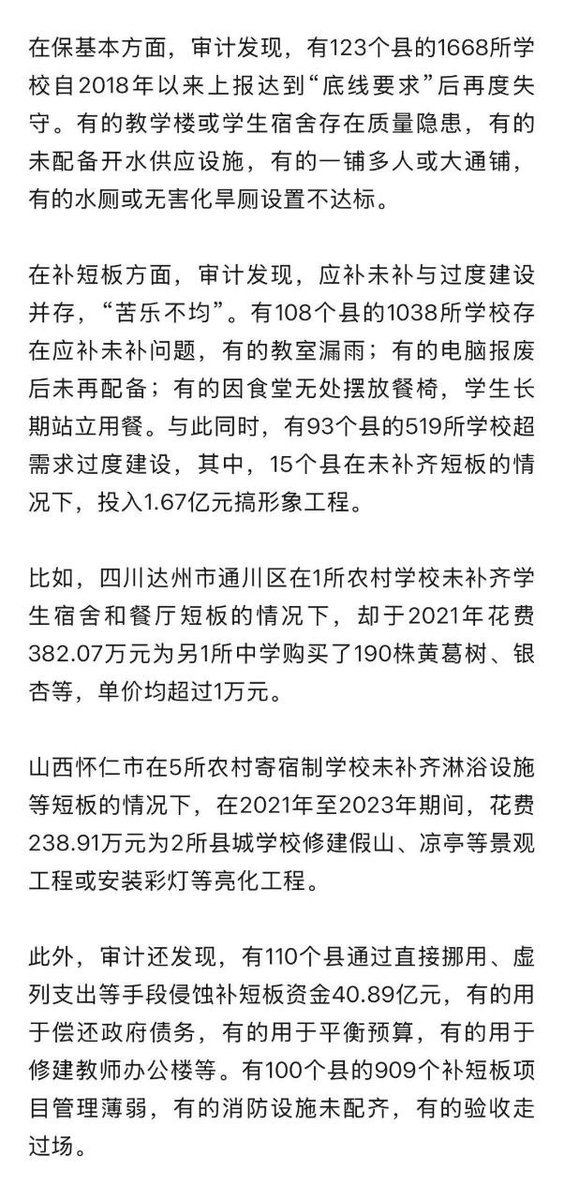 在保基本方面，审计发现，有123个县的1668所学
校自2018年以来上报达到“底线要求”后再度失
守。有的教学楼或学生宿舍存在质量隐患，有的
未配备开水供应设施，有的一铺多人或大通铺，
有的水厕或无害化旱厕设置不达标。
在补短板方面，审计发现，应补未补与过度建设
并存，“苦乐不均”。有108个县的1038所学校存
在应补未补问题，有的教室漏雨；有的电脑报废
后未再配备；有的因食堂无处摆放餐椅，学生长
期站立用餐。与此同时，有93个县的519所学校超
需求过度建设，其中，15个县在未补齐短板的情
况下，投入1.67亿元搞形象工程。
比如，四川达州市通川区在1所农村学校未补齐学
生宿舍和餐厅短板的情况下，却于2021年花费
382.07万元为另1所中学购买了190株黄葛树、银
杏等，单价均超过1万元。
山西怀仁市在5所农村寄宿制学校未补齐淋浴设施
等短板的情况下，在2021年至2023年期间，花费
238.91万元为2所县城学校修建假山、凉亭等景观
工程或安装彩灯等亮化工程。
此外，审计还发现，有110个县通过直接挪用、虚
列支出等手段侵蚀补短板资金40.89亿元，有的用
于偿还政府债务，有的用于平衡预算，有的用于
修建教师办公楼等。有100个县的909个补短板项
目管理薄弱，有的消防设施未配齐，有的验收走
过场。